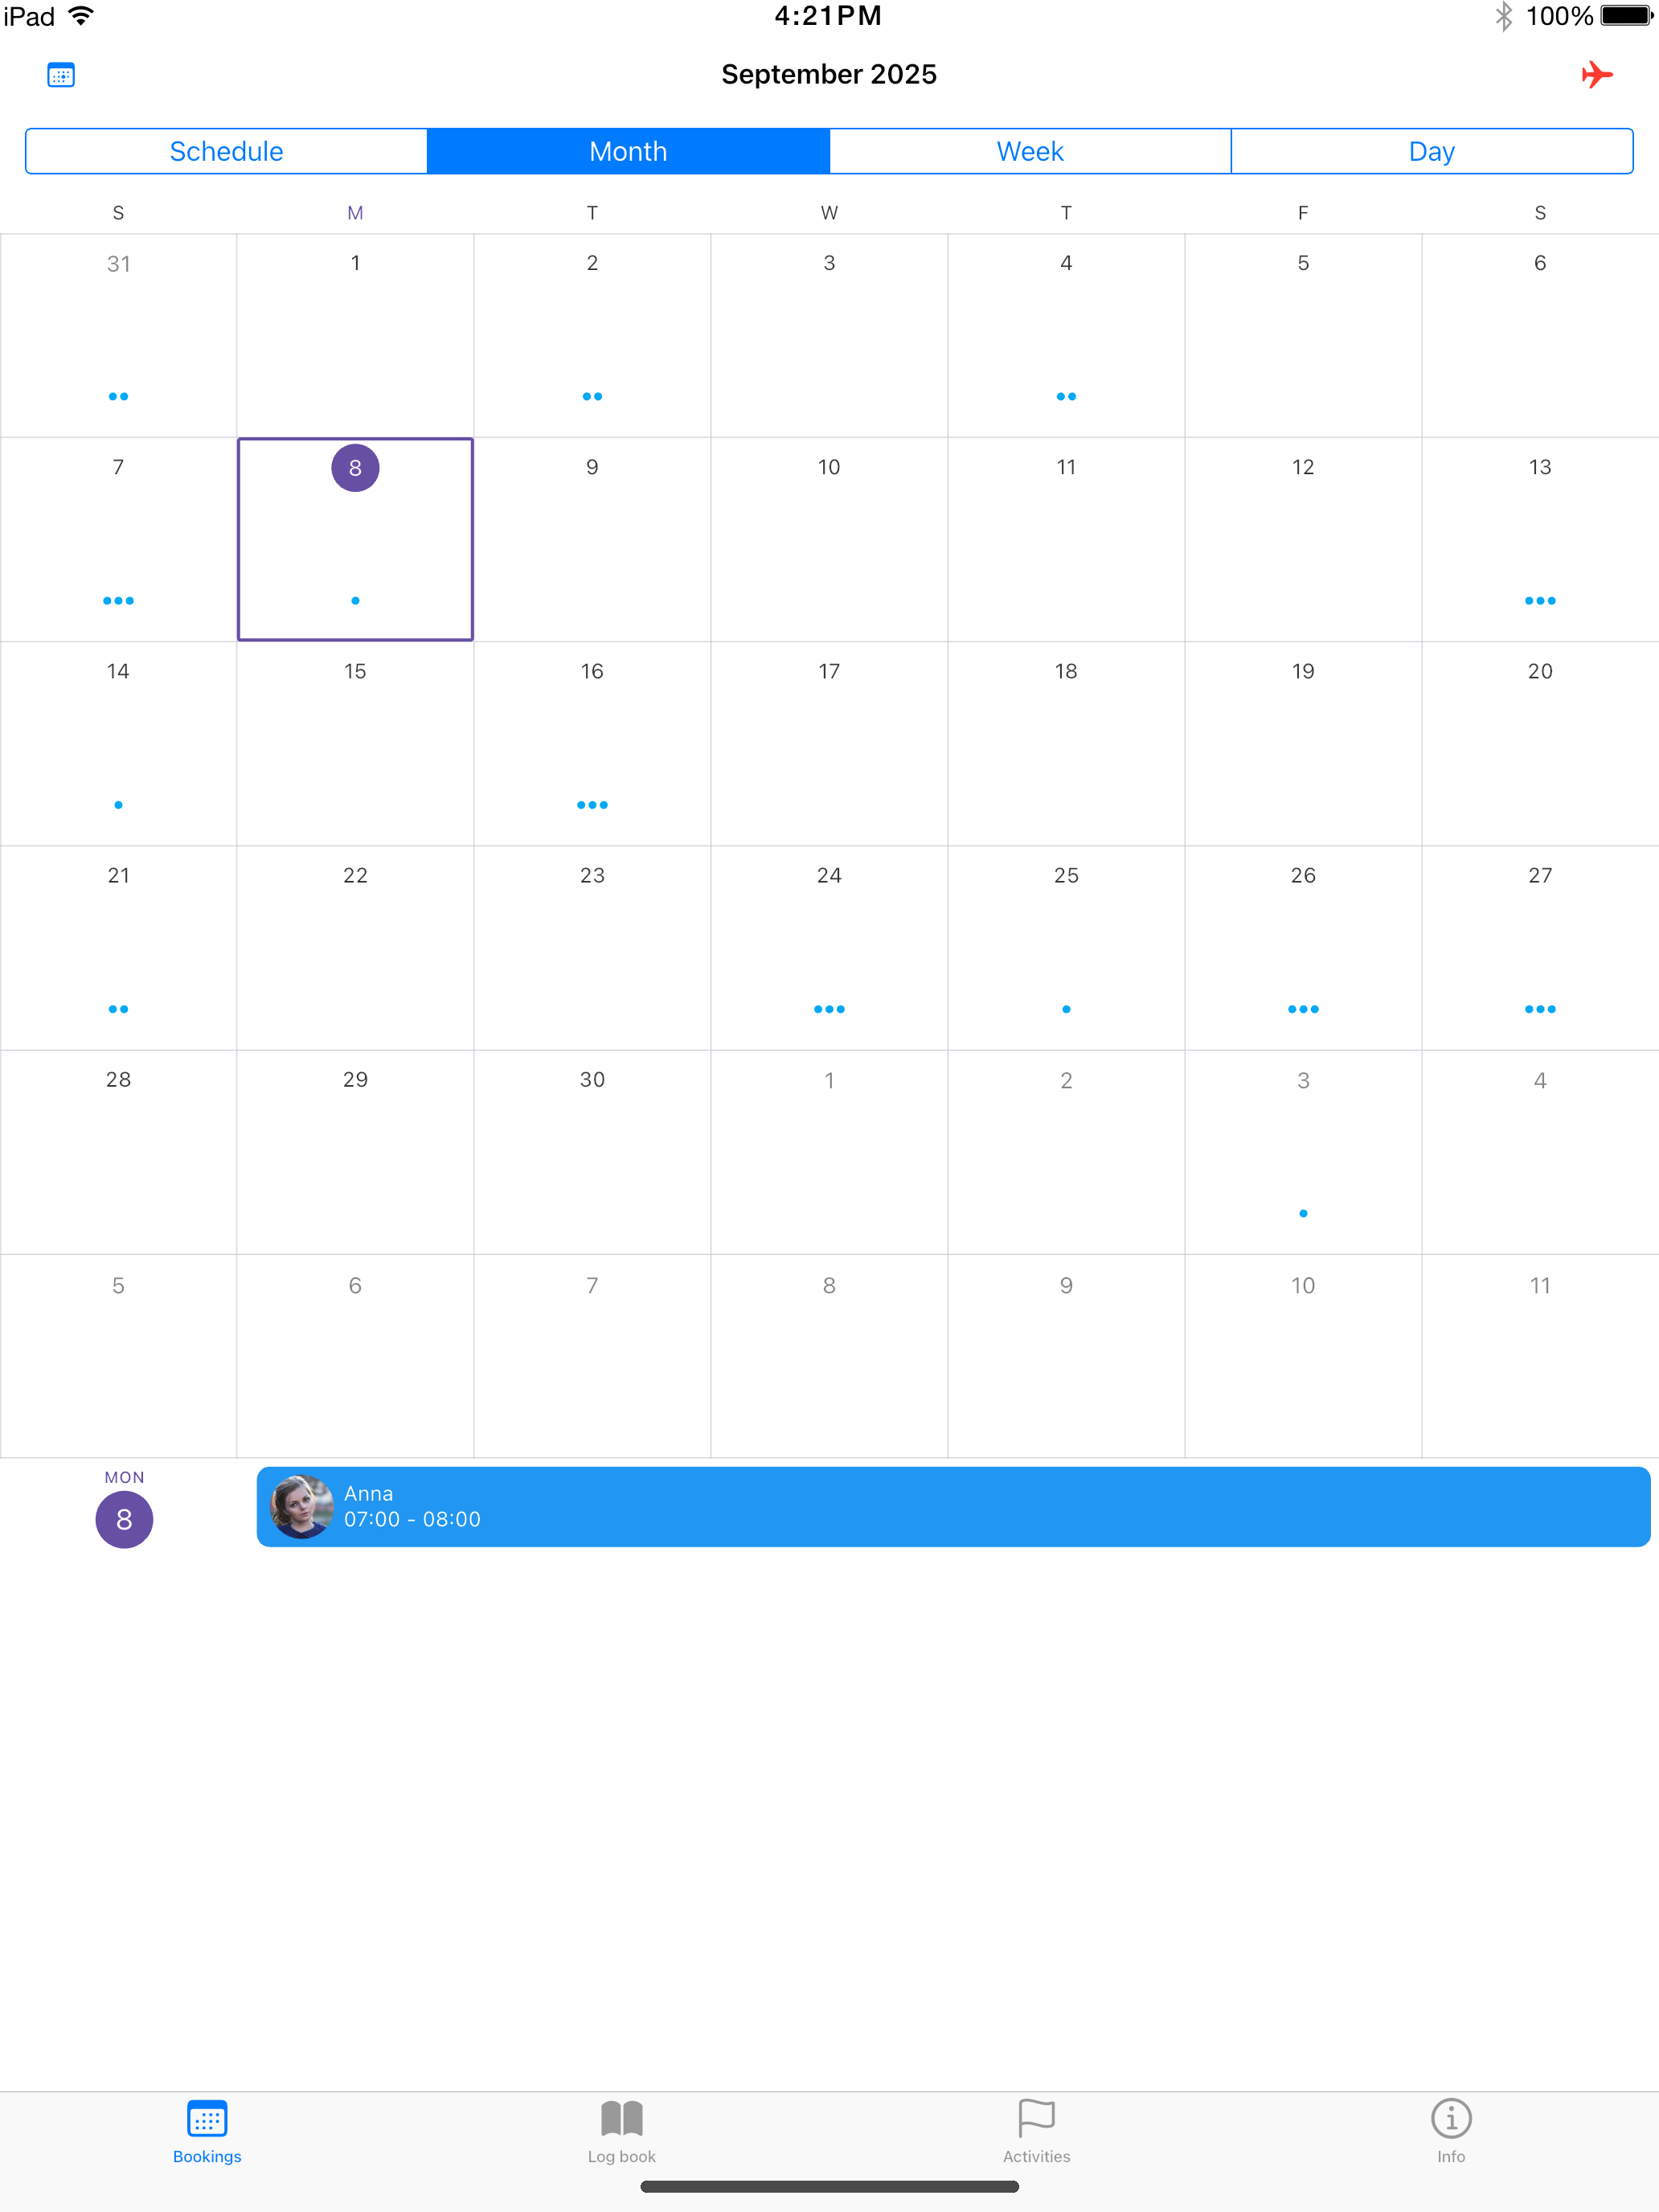 iPad 4:21 PM 100%
September 2025
Schedule Month Week Day
S M T W T F S
31 1 2 3 4 5 6
7 8 9 10 11 12 13
14 15 16 17 18 19 20
21 22 23 24 25 26 27
28 29 30 1 2 3 4
5 6 7 8 9 10 11
MON
8
Anna
07:00 - 08:00
Bookings Log book Activities Info